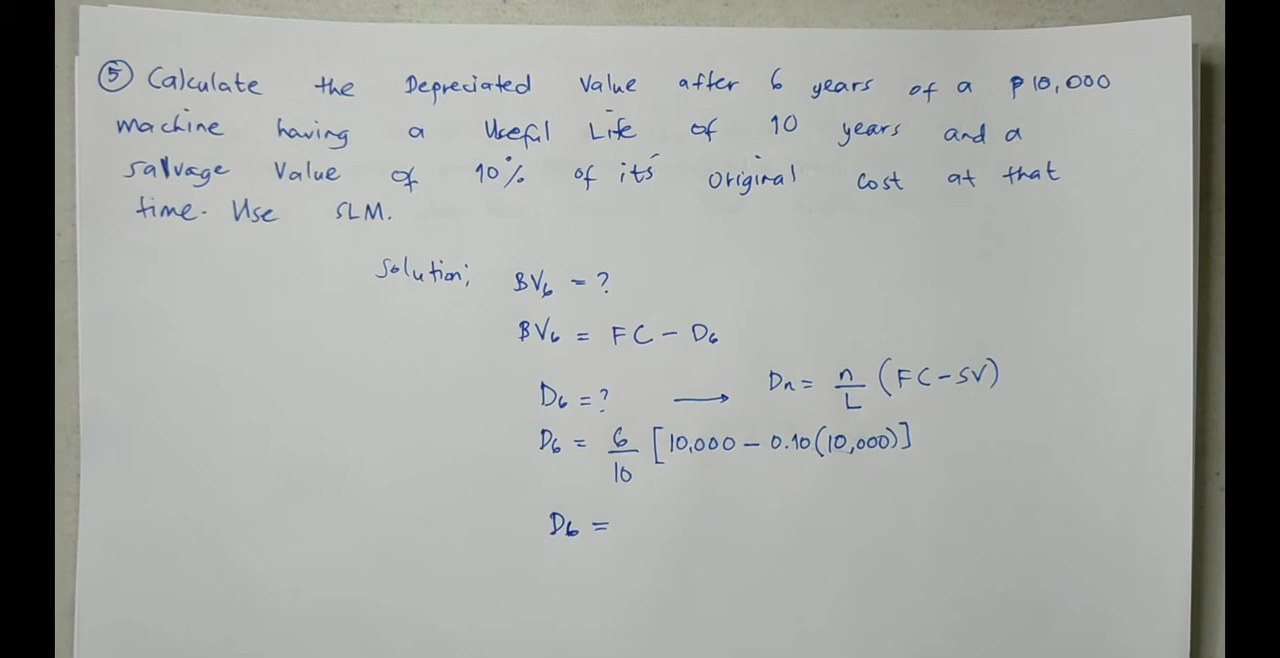 ⑤ Calculate the Depreciated Value after 6 years of a ₱10,000
machine having a Useful Life of 10 years and a
salvage Value of 10% of its Original Cost at that
time. Use SLM.
Solution;
BV₆ = ?
BV₆ = FC - D₆
D₆ = ? → Dn = n/L (FC-SV)
D₆ = 6/10 [10,000 - 0.10(10,000)]
D₆ =